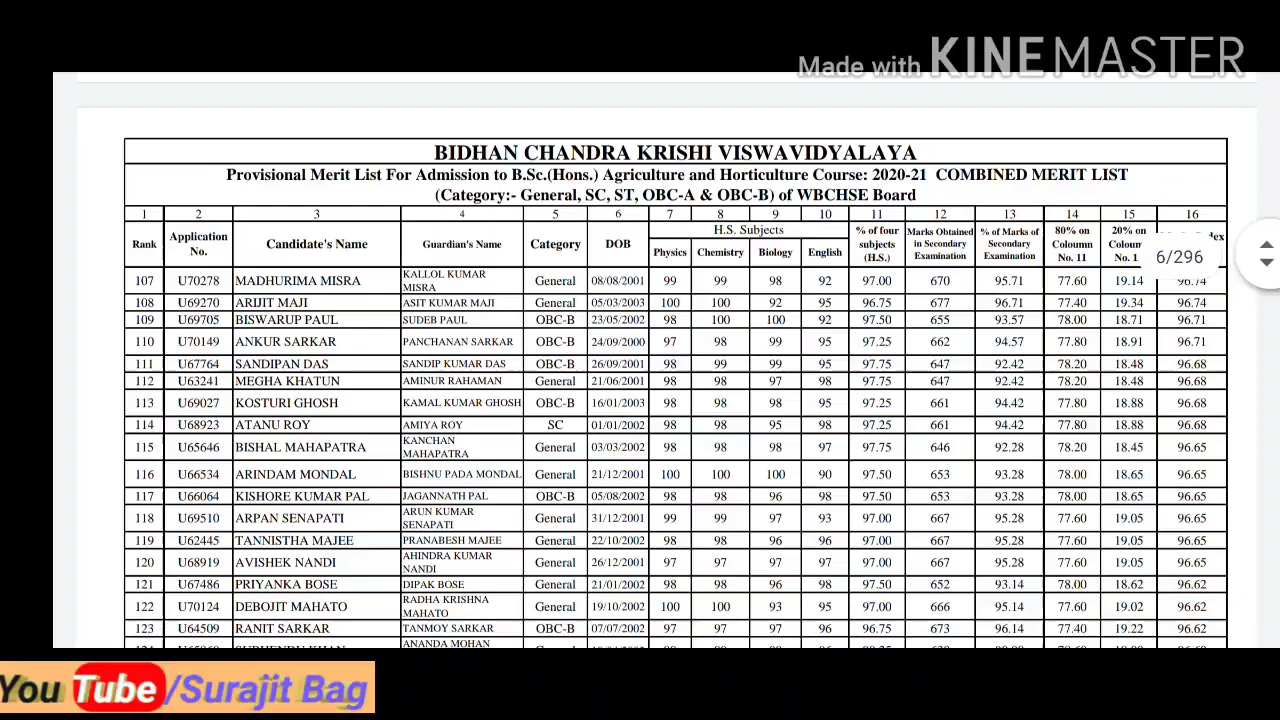 Made with KINEMASTER
BIDHAN CHANDRA KRISHI VISWAVIDYALAYA
Provisional Merit List For Admission to B.Sc.(Hons.) Agriculture and Horticulture Course: 2020-21 COMBINED MERIT LIST
(Category:- General, SC, ST, OBC-A & OBC-B) of WBCHSE Board
1 2 3 4 5 6 7 8 9 10 11 12 13 14 15 16
Rank Application No. Candidate's Name Guardian's Name Category DOB H.S. Subjects Physics Chemistry Biology English % of four subjects (H.S.) Marks Obtained in Secondary Examination % of Marks of Secondary Examination 80% on Coloumn No. 11 20% on
6/296
107 U70278 MADHURIMA MISRA KALLOL KUMAR MISRA General 08/08/2001 99 99 98 92 97.00 670 95.71 77.60 19.14 96.74
108 U69270 ARIJIT MAJI ASIT KUMAR MAJI General 05/03/2003 100 100 92 95 96.75 677 96.71 77.40 19.34 96.74
109 U69705 BISWARUP PAUL SUDEB PAUL OBC-B 23/05/2002 98 100 100 92 97.50 655 93.57 78.00 18.71 96.71
110 U70149 ANKUR SARKAR PANCHANAN SARKAR OBC-B 24/09/2000 97 98 99 95 97.25 662 94.57 77.80 18.91 96.71
111 U67764 SANDIPAN DAS SANDIP KUMAR DAS OBC-B 26/09/2001 98 99 99 95 97.75 647 92.42 78.20 18.48 96.68
112 U63241 MEGHA KHATUN AMINUR RAHAMAN General 21/06/2001 98 98 97 98 97.75 647 92.42 78.20 18.48 96.68
113 U69027 KOSTURI GHOSH KAMAL KUMAR GHOSH OBC-B 16/01/2003 98 98 98 95 97.25 661 94.42 77.80 18.88 96.68
114 U68923 ATANU ROY AMIYA ROY SC 01/01/2002 98 98 95 98 97.25 661 94.42 77.80 18.88 96.68
115 U65646 BISHAL MAHAPATRA KANCHAN MAHAPATRA General 03/03/2002 98 98 98 97 97.75 646 92.28 78.20 18.45 96.65
116 U66534 ARINDAM MONDAL BISHNU PADA MONDAL General 21/12/2001 100 100 100 90 97.50 653 93.28 78.00 18.65 96.65
117 U66064 KISHORE KUMAR PAL JAGANNATH PAL OBC-B 05/08/2002 98 98 96 98 97.50 653 93.28 78.00 18.65 96.65
118 U69510 ARPAN SENAPATI ARUN KUMAR SENAPATI General 31/12/2001 99 99 97 93 97.00 667 95.28 77.60 19.05 96.65
119 U62445 TANNISTHA MAJEE PRANABESH MAJEE General 22/10/2002 98 98 96 96 97.00 667 95.28 77.60 19.05 96.65
120 U68919 AVISHEK NANDI AHINDRA KUMAR NANDI General 26/12/2001 97 97 97 97 97.00 667 95.28 77.60 19.05 96.65
121 U67486 PRIYANKA BOSE DIPAK BOSE General 21/01/2002 98 98 96 98 97.50 652 93.14 78.00 18.62 96.62
122 U70124 DEBOJIT MAHATO RADHA KRISHNA MAHATO General 19/10/2002 100 100 93 95 97.00 666 95.14 77.60 19.02 96.62
123 U64509 RANIT SARKAR TANMOY SARKAR OBC-B 07/07/2002 97 97 97 96 96.75 673 96.14 77.40 19.22 96.62
ANANDA MOHAN
You Tube/Surajit Bag